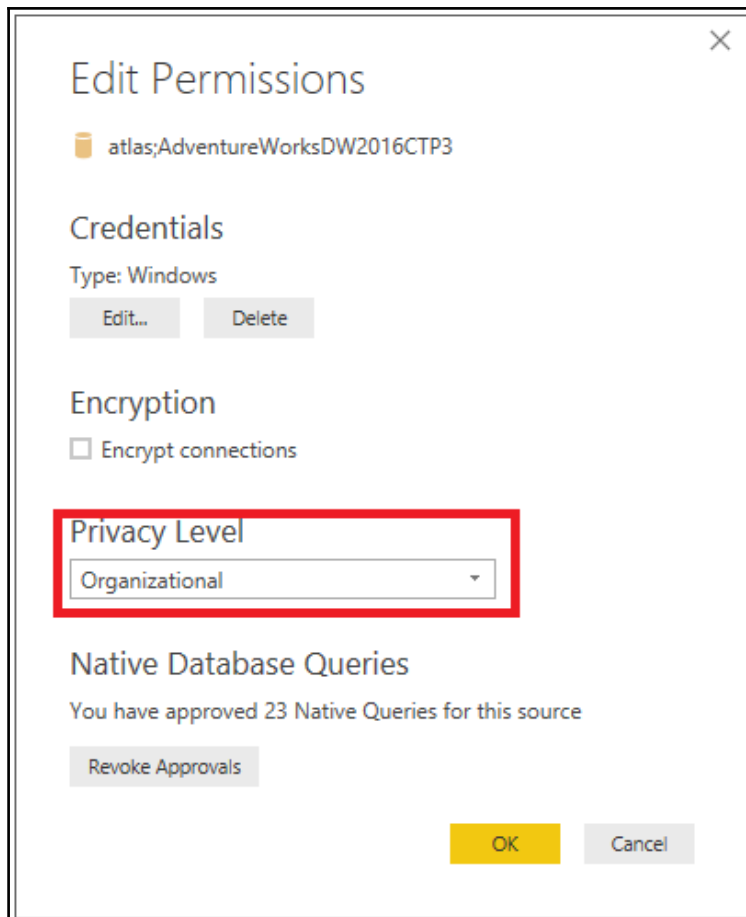 Edit Permissions
atlas;AdventureWorksDW2016CTP3
Credentials
Type: Windows
Edit... Delete
Encryption
Encrypt connections
Privacy Level
Organizational
Native Database Queries
You have approved 23 Native Queries for this source
Revoke Approvals
OK Cancel